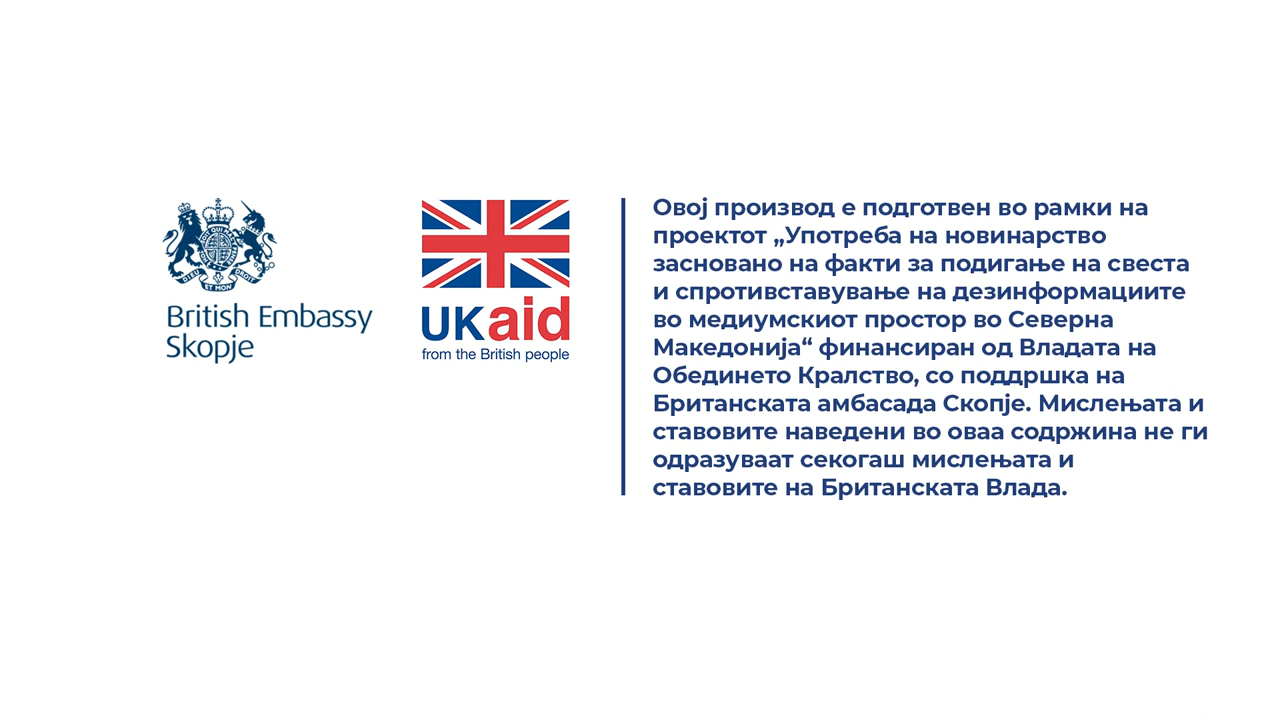 British Embassy
Skopje
UKaid
from the British people
Овој производ е подготвен во рамки на
проектот „Употреба на новинарство
засновано на факти за подигање на свеста
и спротивставување на дезинформациите
во медиумскиот простор во Северна
Македонија“ финансиран од Владата на
Обединето Кралство, со поддршка на
Британската амбасада Скопје. Мислењата и
ставовите наведени во оваа содржина не ги
одразуваат секогаш мислењата и
ставовите на Британската Влада.